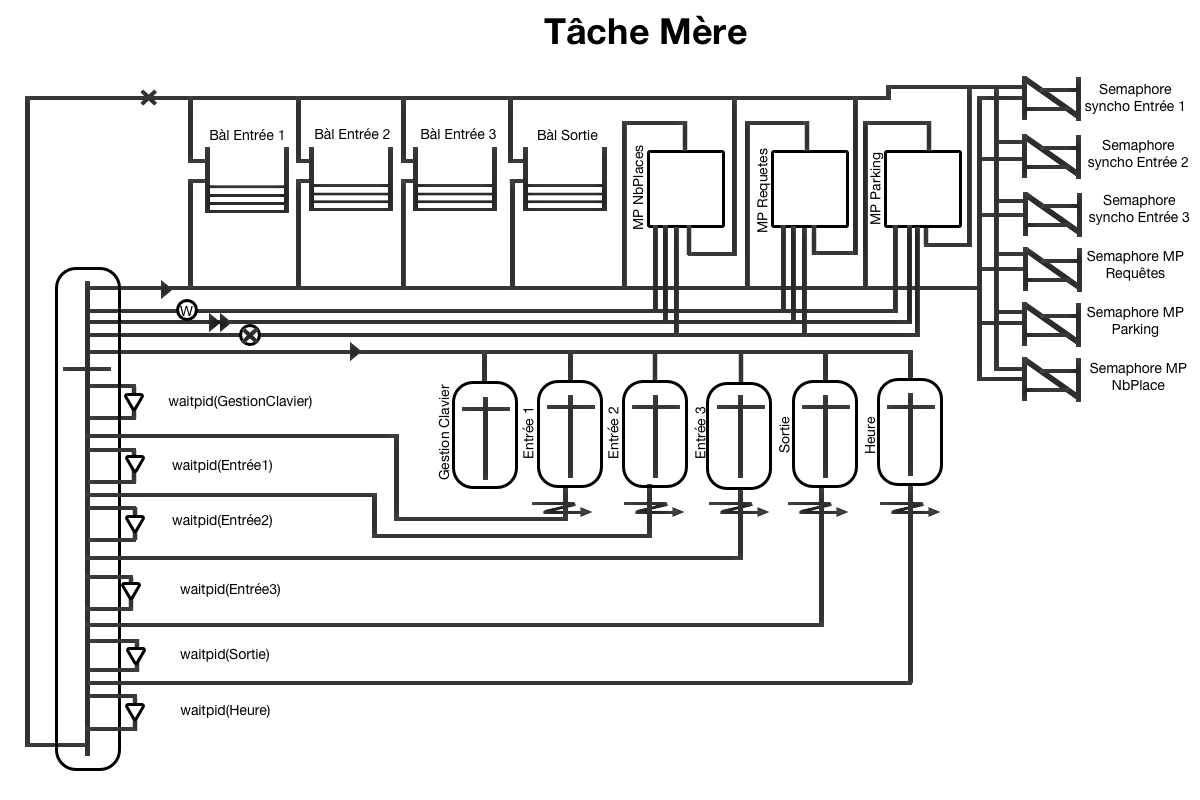 Tâche Mère
Semaphore
syncho Entrée 1
Bàl Entrée 1
Bàl Entrée 2
Bàl Entrée 3
Bàl Sortie
MP NbPlaces
MP Requetes
MP Parking
Semaphore
syncho Entrée 2
Semaphore
syncho Entrée 3
Semaphore MP
Requêtes
W
Semaphore MP
Parking
Semaphore MP
NbPlace
Gestion Clavier
Entrée 1
Entrée 2
Entrée 3
Sortie
Heure
waitpid(GestionClavier)
waitpid(Entrée1)
waitpid(Entrée2)
waitpid(Entrée3)
waitpid(Sortie)
waitpid(Heure)